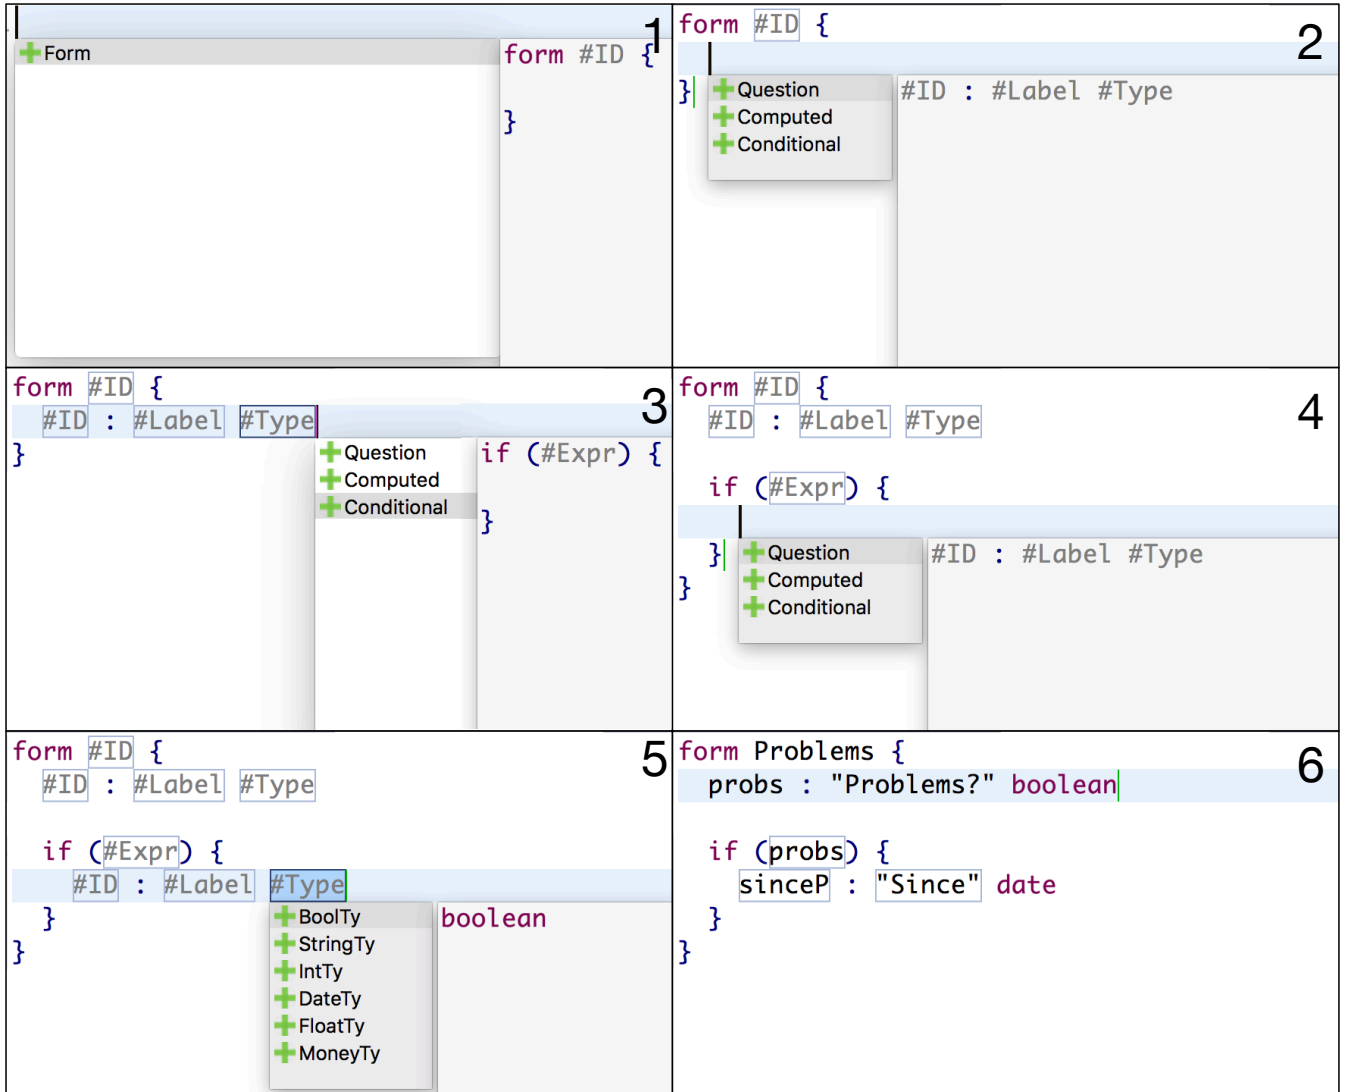 1
Form
form #ID {
}
2
form #ID {
}
Question
Computed
Conditional
#ID : #Label #Type
3
form #ID {
#ID : #Label #Type
}
Question
Computed
Conditional
if (#Expr) {
}
4
form #ID {
#ID : #Label #Type
if (#Expr) {
}
}
Question
Computed
Conditional
#ID : #Label #Type
5
form #ID {
#ID : #Label #Type
if (#Expr) {
#ID : #Label #Type
}
}
BoolTy
StringTy
IntTy
DateTy
FloatTy
MoneyTy
boolean
6
form Problems {
probs : "Problems?" boolean
if (probs) {
sinceP : "Since" date
}
}